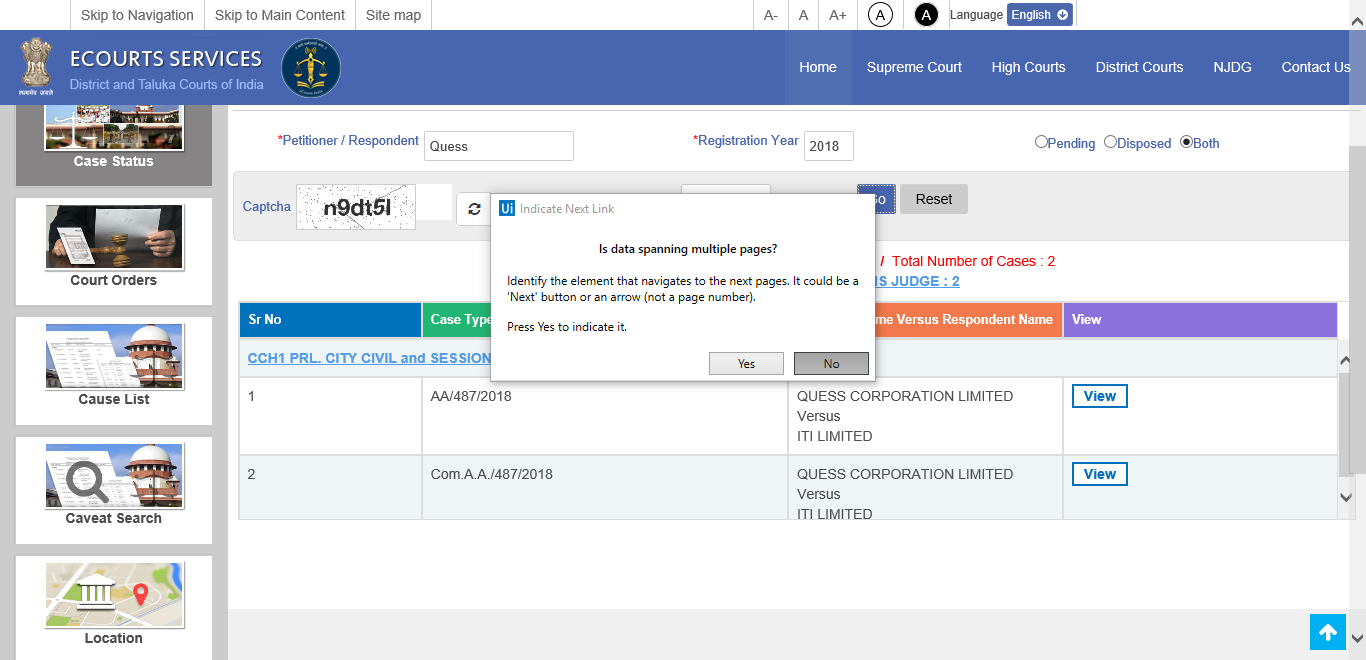 Skip to Navigation Skip to Main Content Site map A- A A+ A A Language English
ECOURTS SERVICES
District and Taluka Courts of India
सत्यमेव जयते
Home Supreme Court High Courts District Courts NJDG Contact Us
Case Status
Court Orders
Cause List
Caveat Search
Location
*Petitioner / Respondent Quess *Registration Year 2018 Pending Disposed Both
Captcha n9dt5l Reset
/ Total Number of Cases : 2
JUDGE : 2
Ui Indicate Next Link
Is data spanning multiple pages?
Identify the element that navigates to the next pages. It could be a
'Next' button or an arrow (not a page number).
Press Yes to indicate it.
Yes No
Sr No Case Type Versus Respondent Name View
CCH1 PRL. CITY CIVIL and SESSION
1 AA/487/2018 QUESS CORPORATION LIMITED View
Versus
ITI LIMITED
2 Com.A.A./487/2018 QUESS CORPORATION LIMITED View
Versus
ITI LIMITED